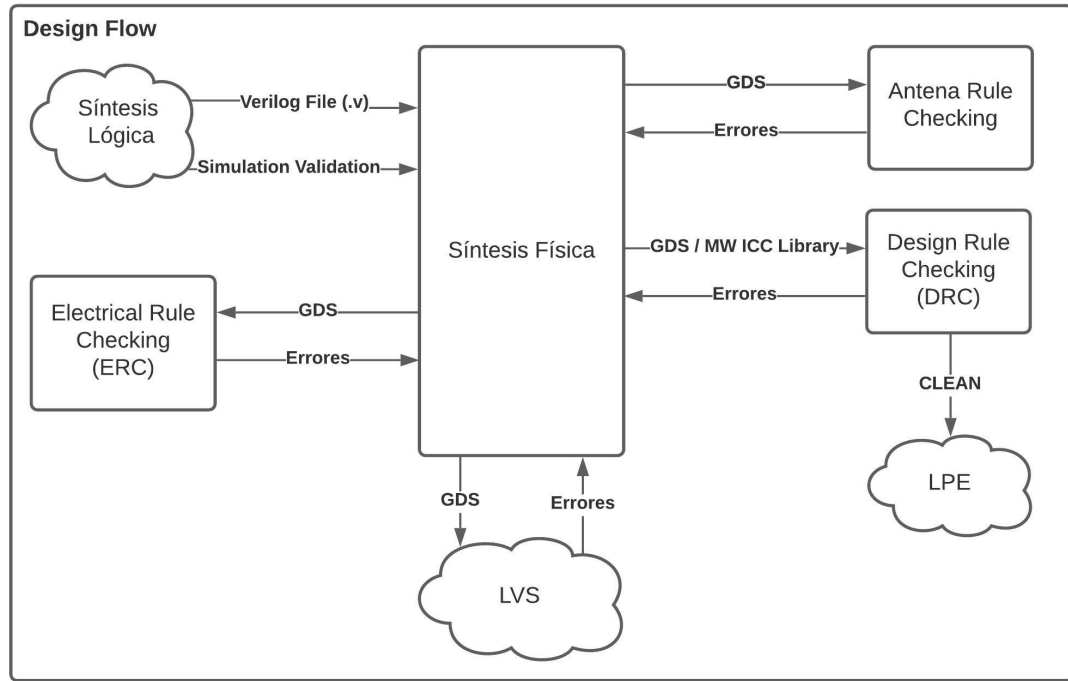 Design Flow
Síntesis
Lógica
Verilog File (.v)
Simulation Validation
Síntesis Física
GDS
Errores
Antena Rule
Checking
GDS / MW ICC Library
Errores
Design Rule
Checking
(DRC)
Electrical Rule
Checking
(ERC)
GDS
Errores
CLEAN
LPE
GDS
Errores
LVS